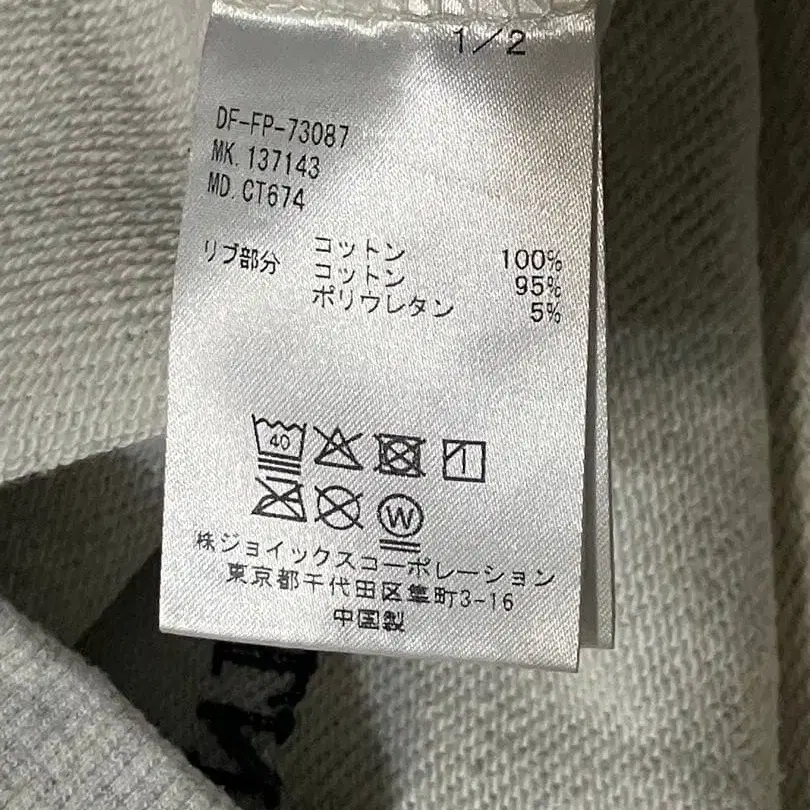 1/2
DF-FP-73087
MK. 137143
MD. CT674
コットン 100%
リブ部分 コットン 95%
ポリウレタン 5%
40
W
㈱ジョイックスコーポレーション
東京都千代田区隼町3-16
中国製